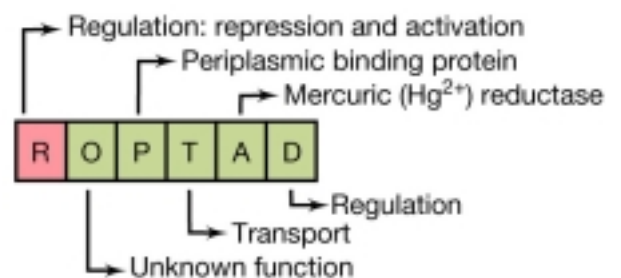 Regulation: repression and activation
Periplasmic binding protein
Mercuric (Hg²⁺) reductase
R O P T A D
Regulation
Transport
Unknown function